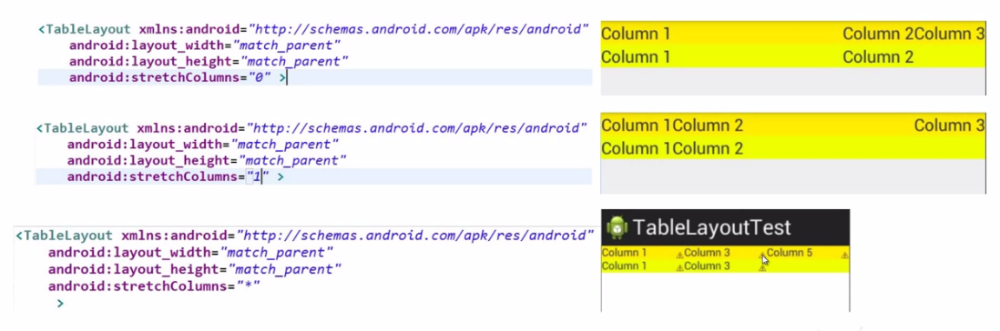 <TableLayout xmlns:android="http://schemas.android.com/apk/res/android"
android:layout_width="match_parent"
android:layout_height="match_parent"
android:stretchColumns="0" >
Column 1 Column 2Column 3
Column 1 Column 2
<TableLayout xmlns:android="http://schemas.android.com/apk/res/android"
android:layout_width="match_parent"
android:layout_height="match_parent"
android:stretchColumns="1" >
Column 1Column 2 Column 3
Column 1Column 2
<TableLayout xmlns:android="http://schemas.android.com/apk/res/android"
android:layout_width="match_parent"
android:layout_height="match_parent"
android:stretchColumns="*"
>
TableLayoutTest
Column 1 Column 3 Column 5
Column 1 Column 3